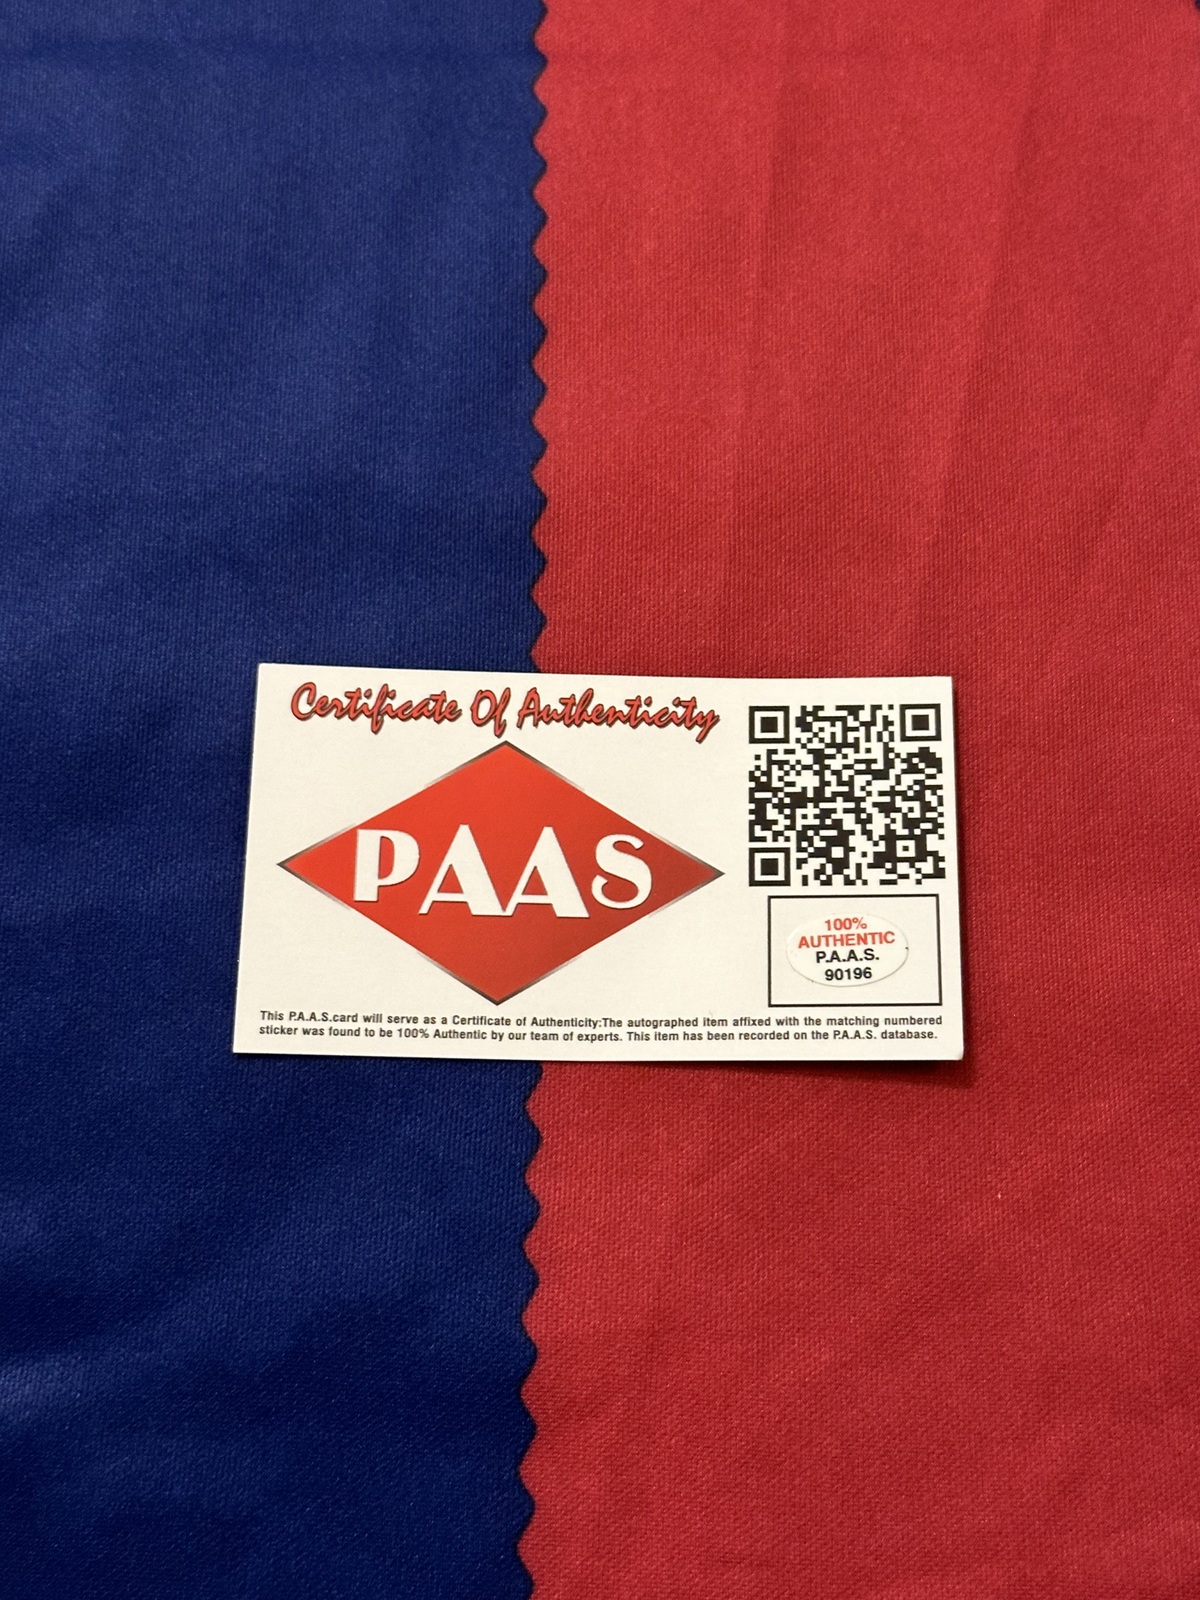 Certificate Of Authenticity
PAAS
100%
AUTHENTIC
P.A.A.S.
90196
This P.A.A.S.card will serve as a Certificate of Authenticity:The autographed item affixed with the matching numbered
sticker was found to be 100% Authentic by our team of experts. This item has been recorded on the P.A.A.S. database.